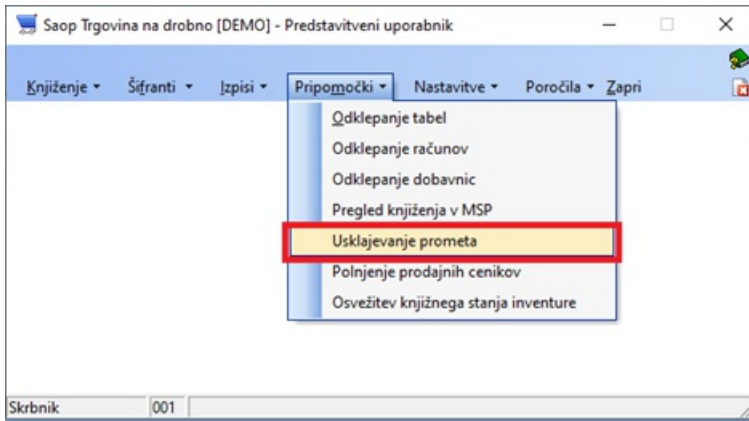 Saop Trgovina na drobno [DEMO] - Predstavitveni uporabnik
Knjiženje Šifranti Izpisi Pripomočki Nastavitve Poročila Zapri
Odklepanje tabel
Odklepanje računov
Odklepanje dobavnic
Pregled knjiženja v MSP
Usklajevanje prometa
Polnjenje prodajnih cenikov
Osvežitev knjižnega stanja inventure
Skrbnik 001